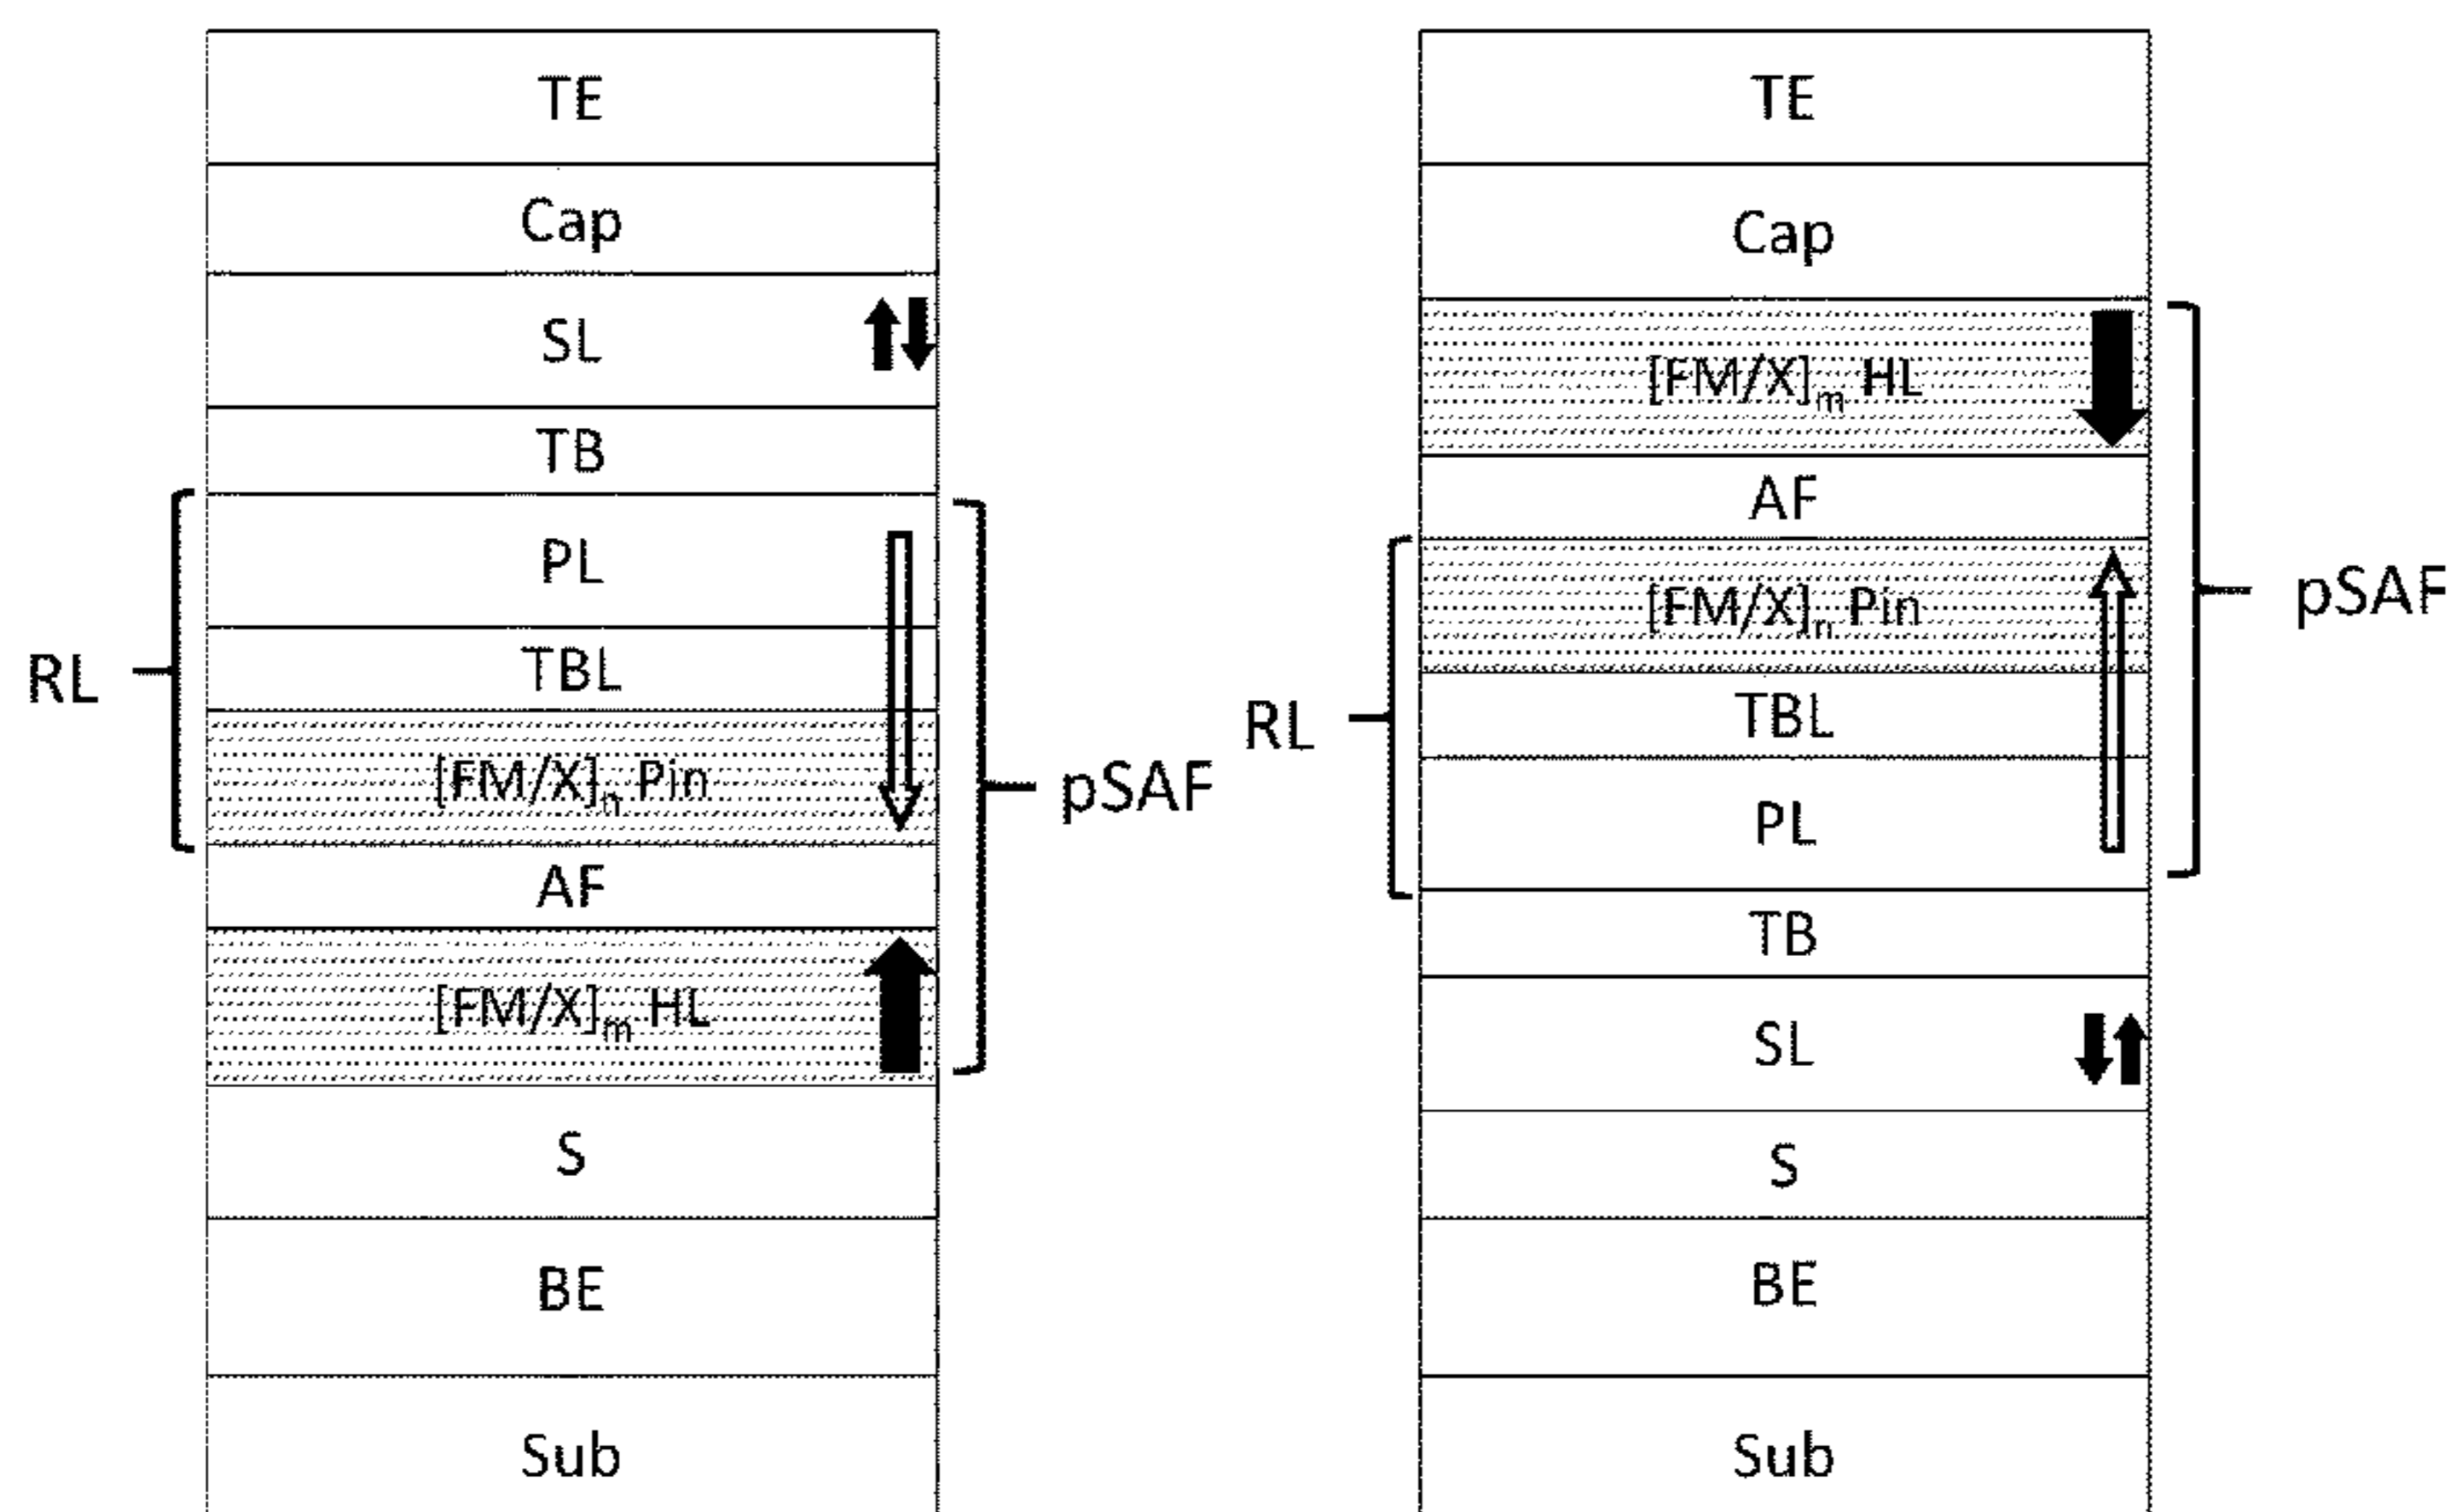 TE
Cap
SL
TB
PL
TBL
[FM/X]n Pin
AF
[FM/X]m HL
S
BE
Sub
RL
pSAF
TE
Cap
[FM/X]m HL
AF
[FM/X]n Pin
TBL
PL
TB
SL
S
BE
Sub
RL
pSAF